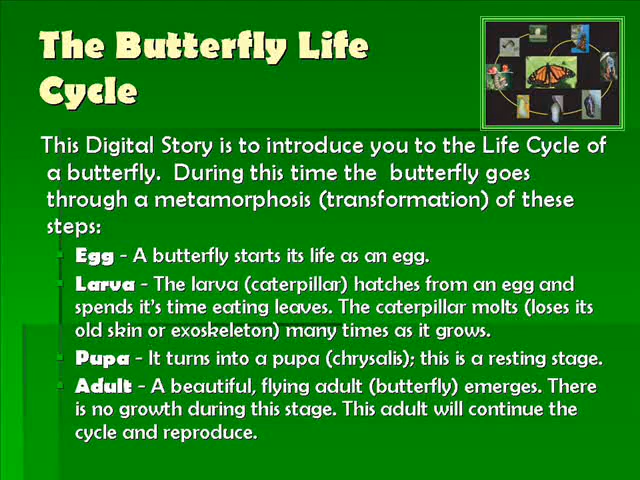 The Butterfly Life
Cycle
This Digital Story is to introduce you to the Life Cycle of
a butterfly. During this time the butterfly goes
through a metamorphosis (transformation) of these
steps:
Egg - A butterfly starts its life as an egg.
Larva - The larva (caterpillar) hatches from an egg and
spends it's time eating leaves. The caterpillar molts (loses its
old skin or exoskeleton) many times as it grows.
Pupa - It turns into a pupa (chrysalis); this is a resting stage.
Adult - A beautiful, flying adult (butterfly) emerges. There
is no growth during this stage. This adult will continue the
cycle and reproduce.